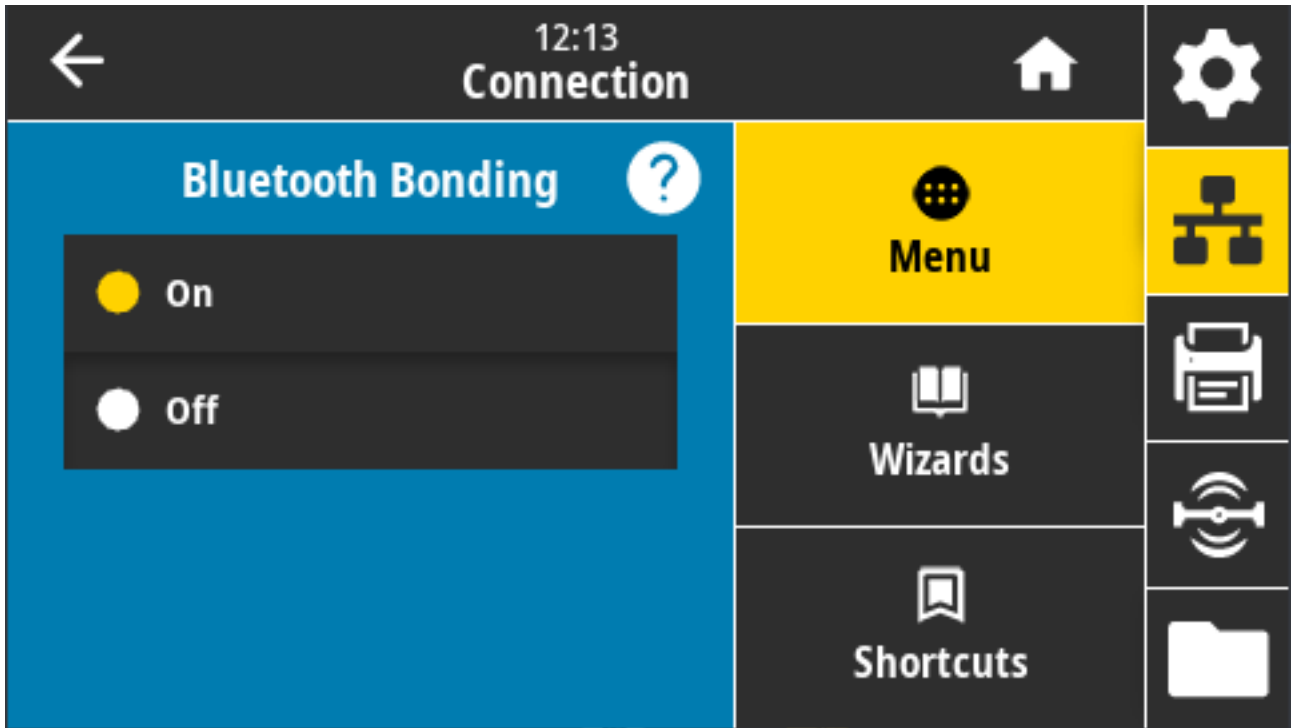 12:13
Connection
Bluetooth Bonding
?
On
Off
Menu
Wizards
Shortcuts